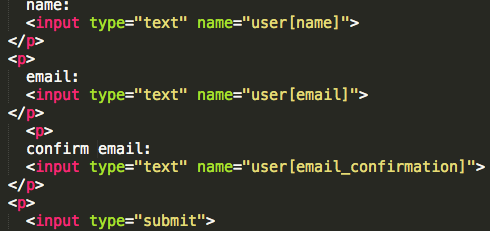 name:
<input type="text" name="user[name]">
</p>
<p>
email:
<input type="text" name="user[email]">
</p>
<p>
confirm email:
<input type="text" name="user[email_confirmation]">
</p>
<p>
<input type="submit">